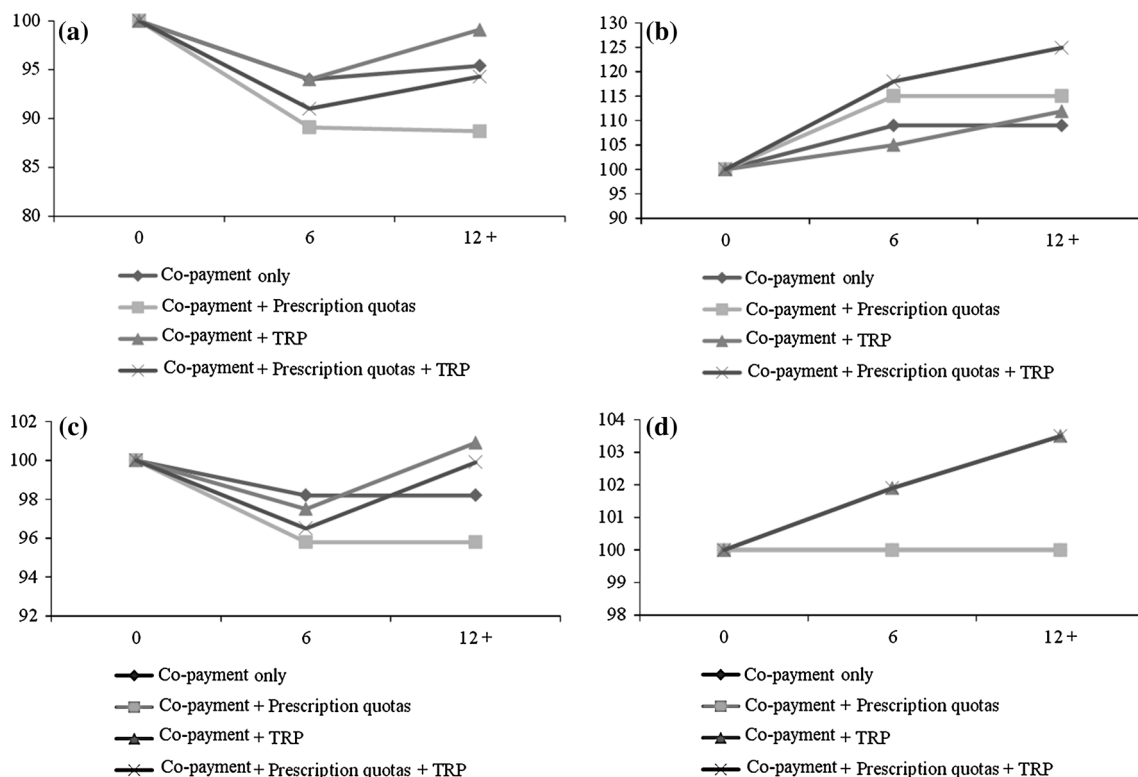 (a)
100
95
90
85
80
0 6 12 +
Co-payment only
Co-payment + Prescription quotas
Co-payment + TRP
Co-payment + Prescription quotas + TRP
(b)
130
125
120
115
110
105
100
95
90
0 6 12 +
Co-payment only
Co-payment + Prescription quotas
Co-payment + TRP
Co-payment + Prescription quotas + TRP
(c)
102
100
98
96
94
92
0 6 12 +
Co-payment only
Co-payment + Prescription quotas
Co-payment + TRP
Co-payment + Prescription quotas + TRP
(d)
104
103
102
101
100
99
98
0 6 12 +
Co-payment only
Co-payment + Prescription quotas
Co-payment + TRP
Co-payment + Prescription quotas + TRP